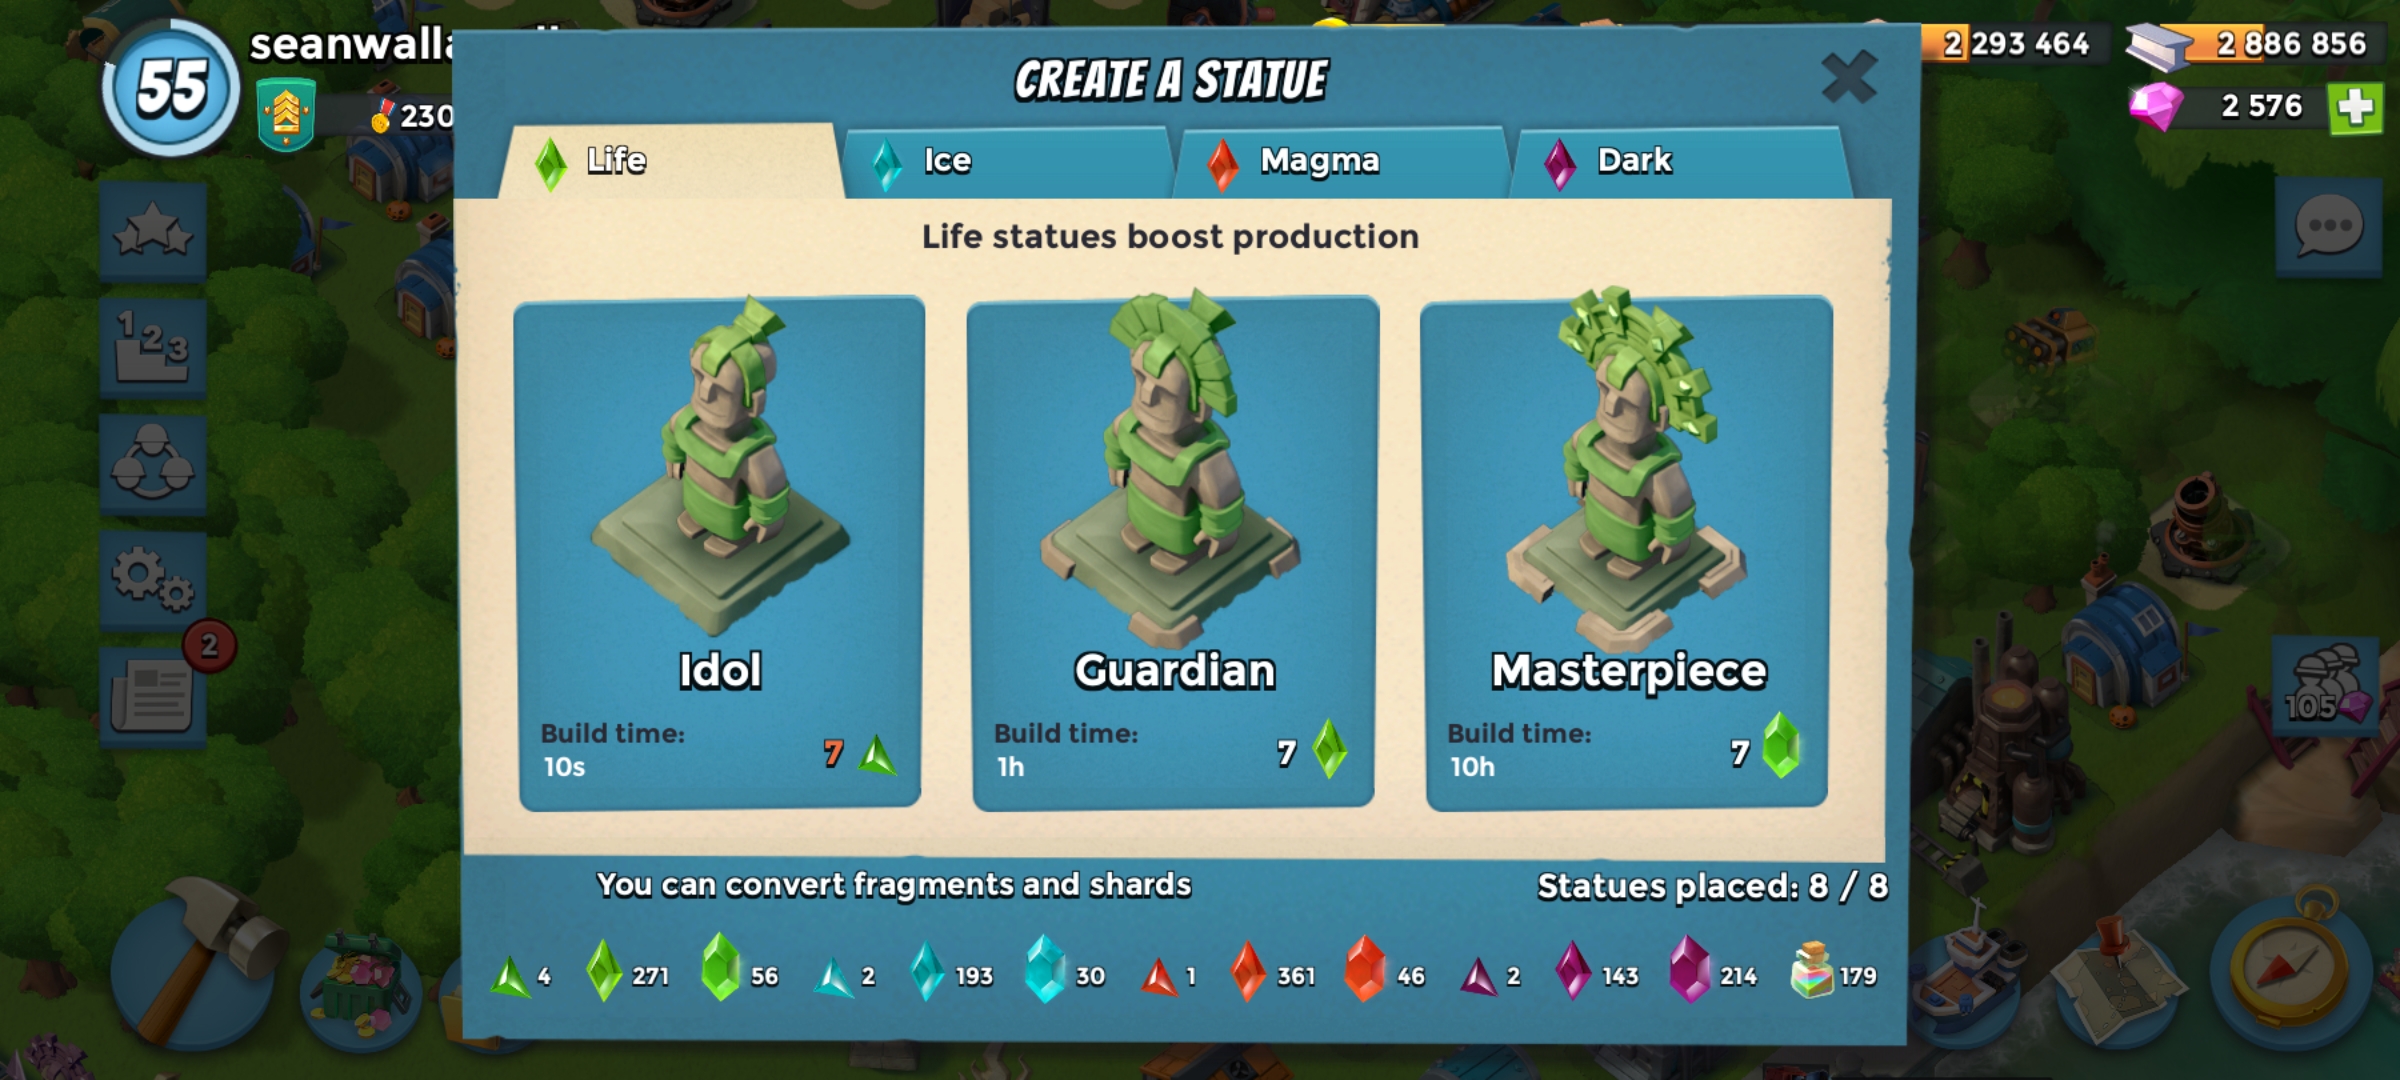 55
230
2 293 464
2 886 856
2 576
CREATE A STATUE
Life
Ice
Magma
Dark
Life statues boost production
1 2 3
2
105
Idol
Build time:
10s
7
Guardian
Build time:
1h
7
Masterpiece
Build time:
10h
7
You can convert fragments and shards
Statues placed: 8 / 8
4 271 56 2 193 30 1 361 46 2 143 214 179